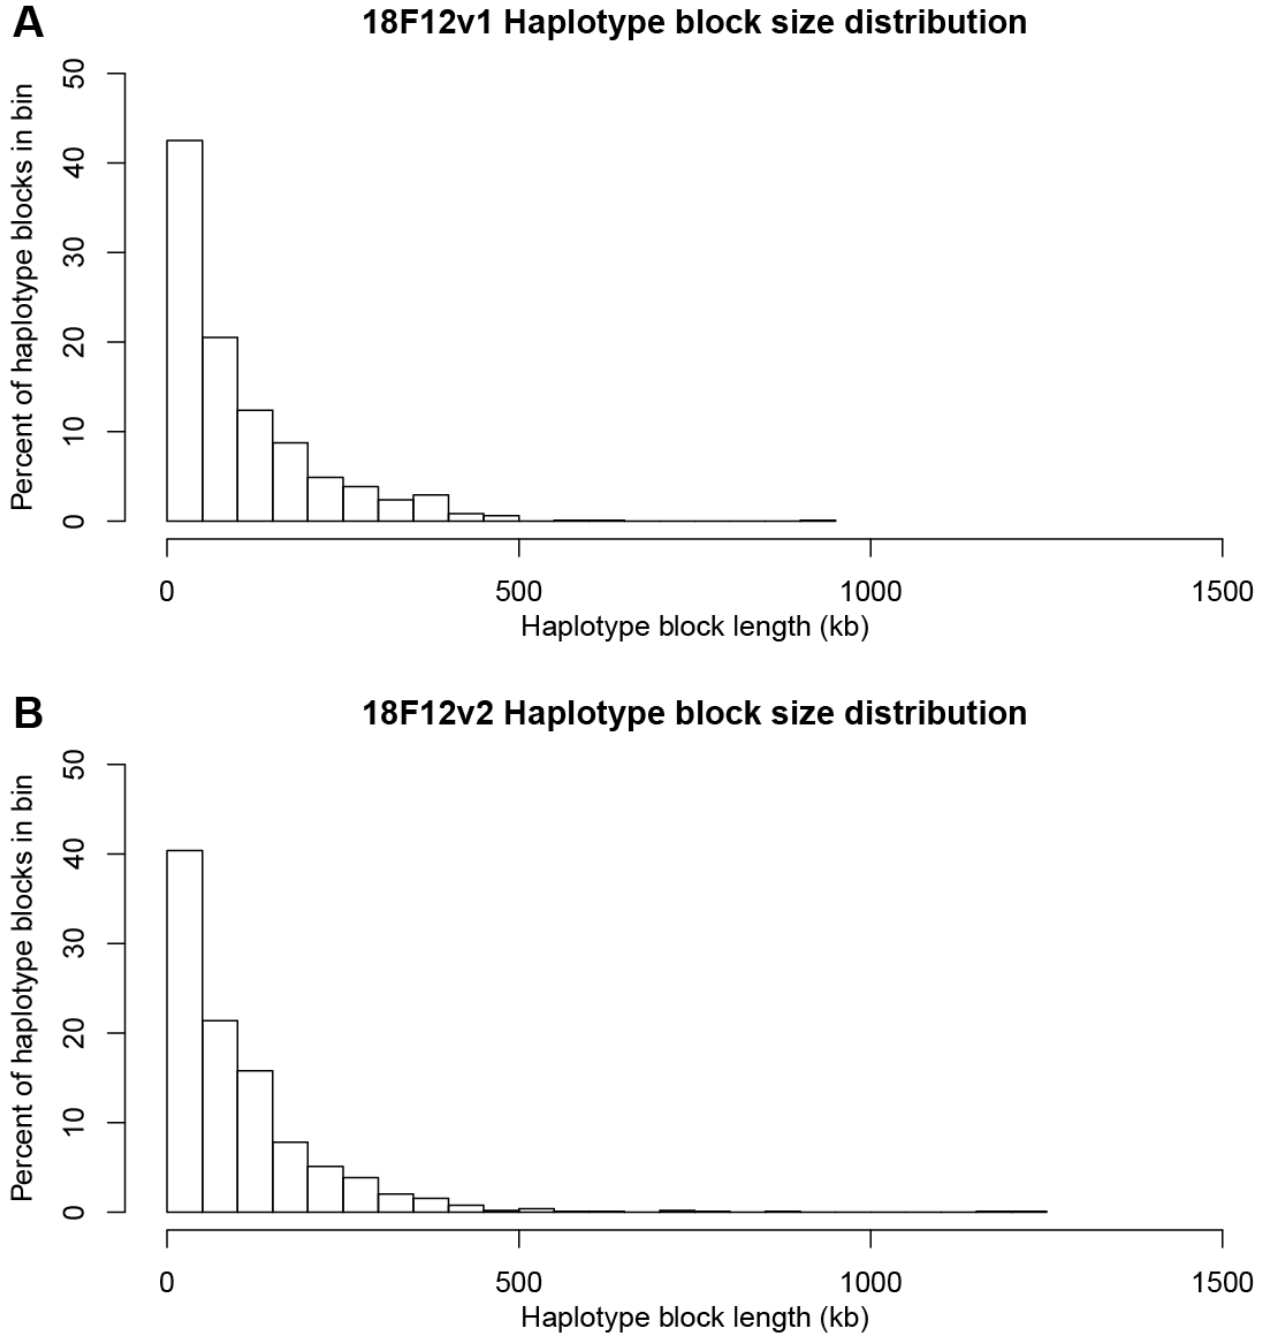 A
18F12v1 Haplotype block size distribution
Percent of haplotype blocks in bin
50
40
30
20
10
0
0 500 1000 1500
Haplotype block length (kb)
B
18F12v2 Haplotype block size distribution
Percent of haplotype blocks in bin
50
40
30
20
10
0
0 500 1000 1500
Haplotype block length (kb)